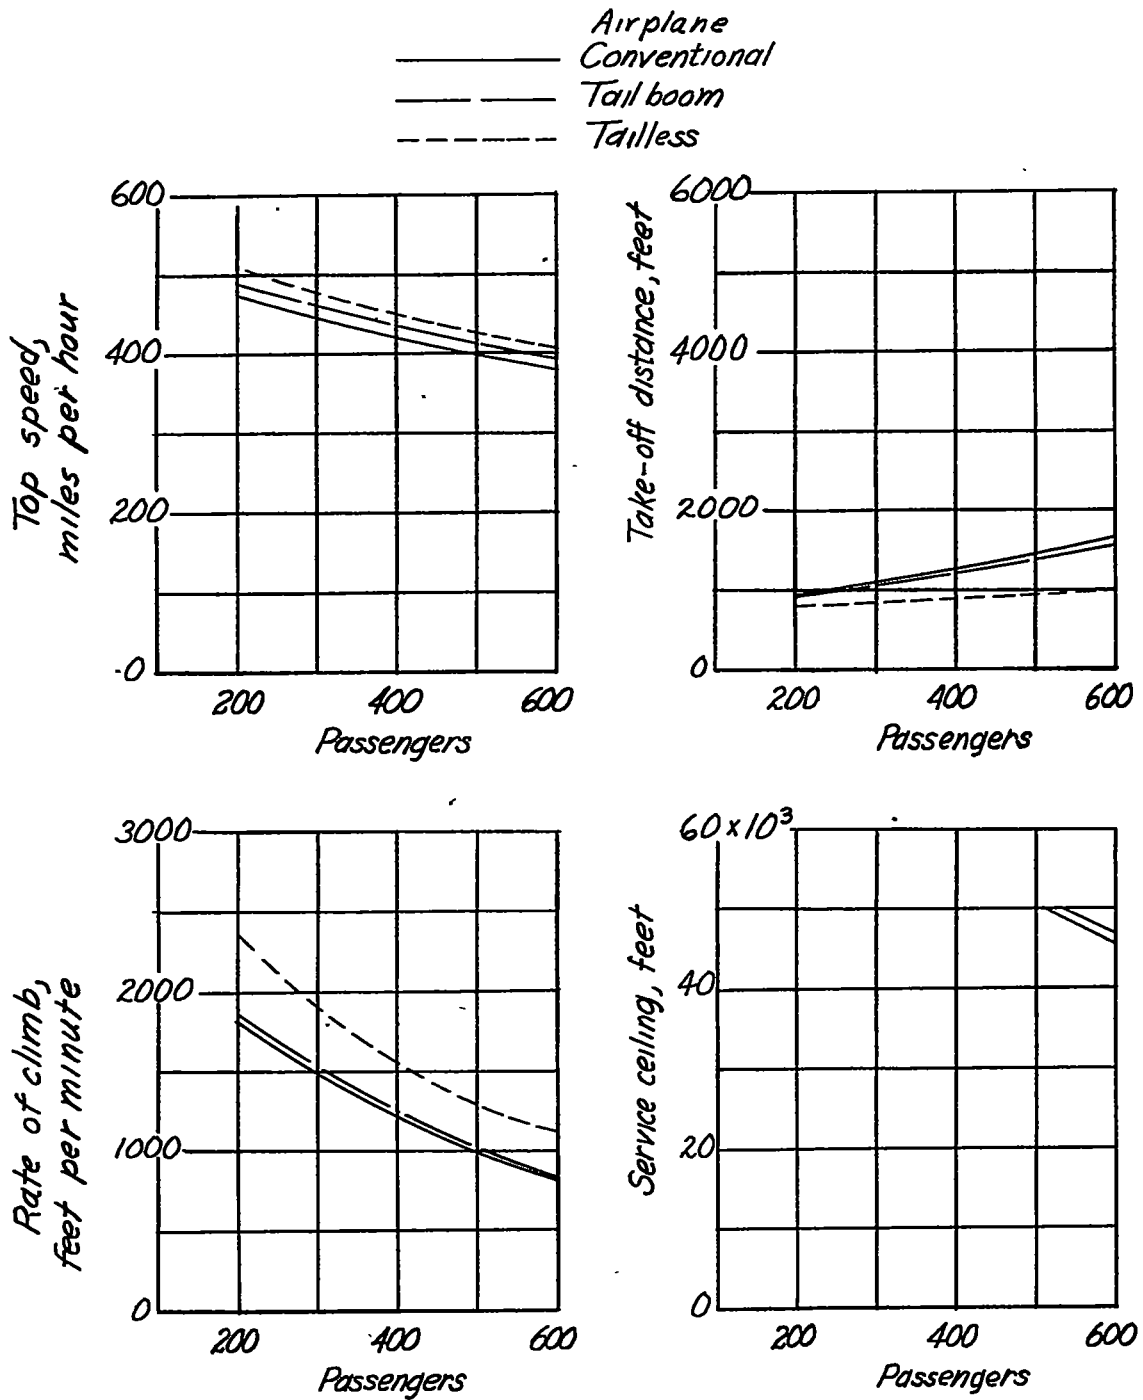 Airplane
Conventional
Tail boom
Tailless
600
400
200
-0
Top speed,
miles per hour
200 400 600
Passengers
6000
4000
2000
0
Take-off distance, feet
200 400 600
Passengers
3000
2000
1000
0
Rate of climb,
feet per minute
200 400 600
Passengers
60 x 10³
40
20
0
Service ceiling, feet
200 400 600
Passengers